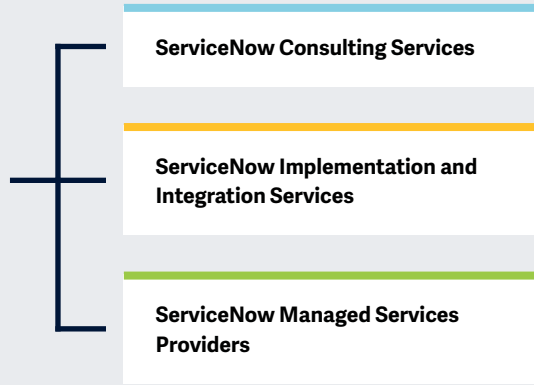 ServiceNow Consulting Services
ServiceNow Implementation and
Integration Services
ServiceNow Managed Services
Providers